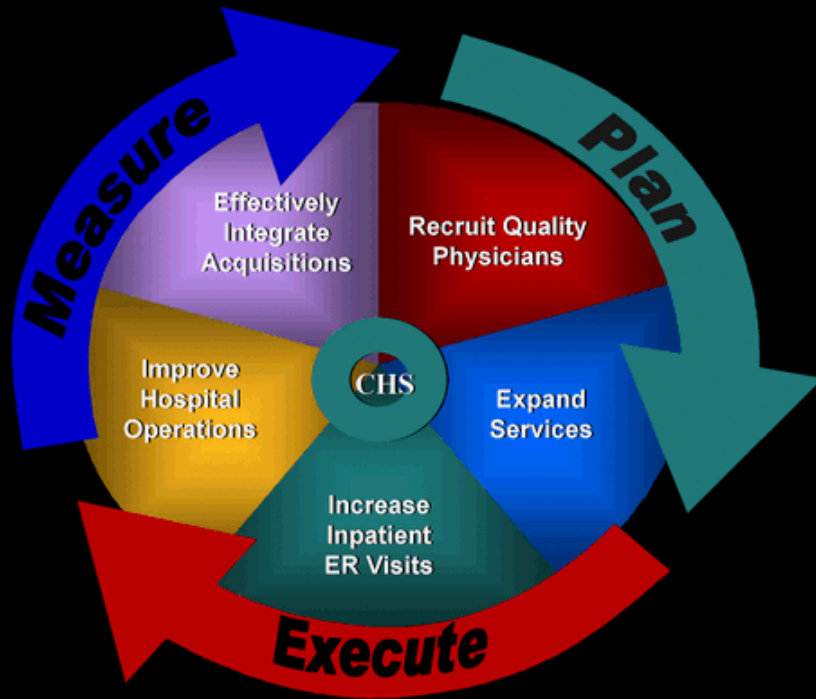 Measure
Plan
Effectively
Integrate
Acquisitions
Recruit Quality
Physicians
Improve
Hospital
Operations
CHS
Expand
Services
Increase
Inpatient
ER Visits
Execute